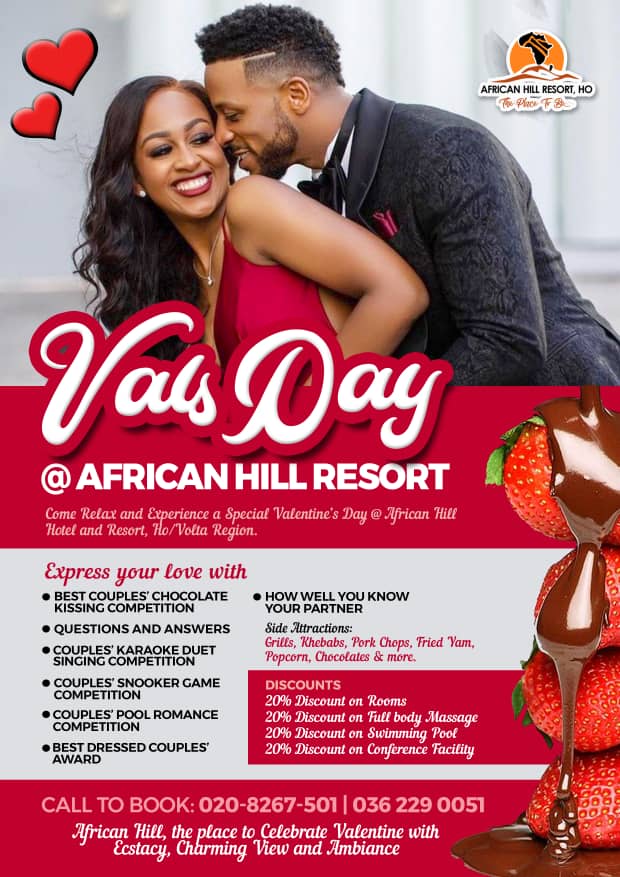 AFRICAN HILL RESORT, HO
The Place To Be...
Vals Day
@ AFRICAN HILL RESORT
Come Relax and Experience a Special Valentine's Day @ African Hill
Hotel and Resort, Ho/Volta Region.
Express your love with
• BEST COUPLES' CHOCOLATE
KISSING COMPETITION
• QUESTIONS AND ANSWERS
• COUPLES' KARAOKE DUET
SINGING COMPETITION
• COUPLES' SNOOKER GAME
COMPETITION
• COUPLES' POOL ROMANCE
COMPETITION
• BEST DRESSED COUPLES'
AWARD
• HOW WELL YOU KNOW
YOUR PARTNER
Side Attractions:
Grills, Khebabs, Pork Chops, Fried Yam,
Popcorn, Chocolates & more.
DISCOUNTS
20% Discount on Rooms
20% Discount on Full body Massage
20% Discount on Swimming Pool
20% Discount on Conference Facility
CALL TO BOOK: 020-8267-501 | 036 229 0051
African Hill, the place to Celebrate Valentine with
Ecstacy, Charming View and Ambiance